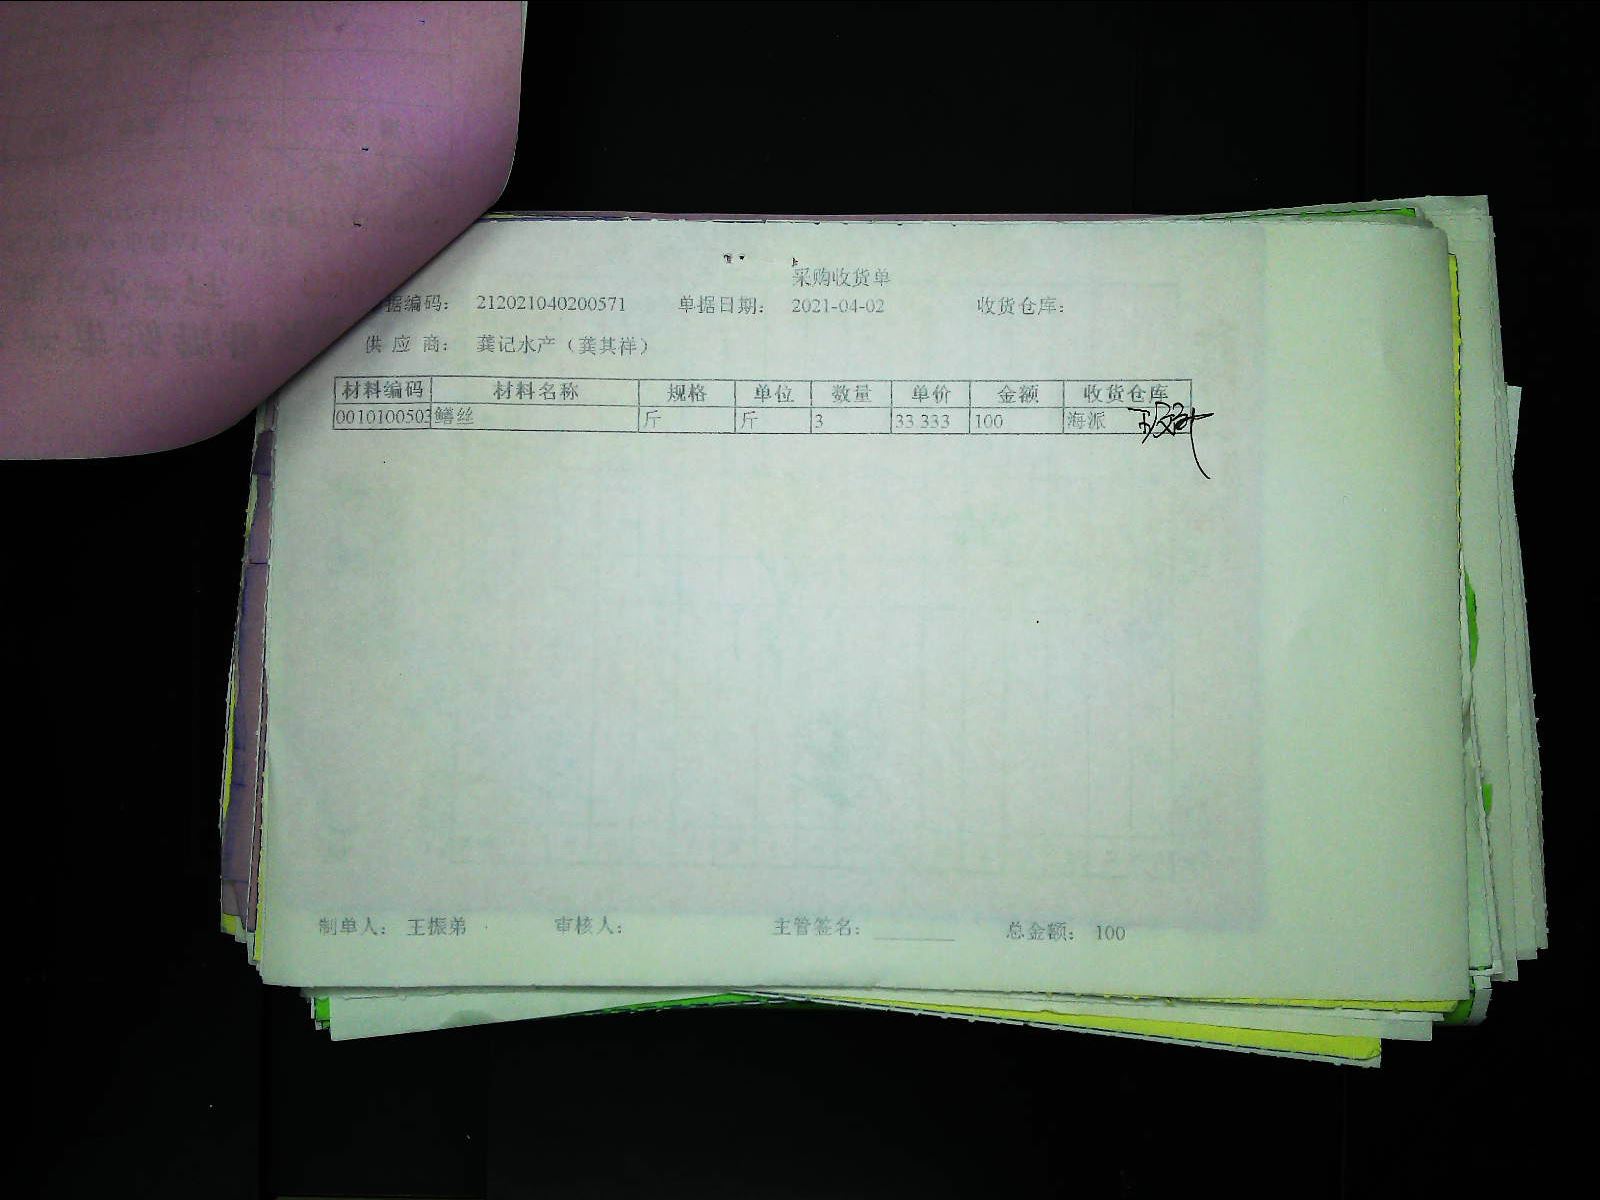 采购收货单
据编码： 212021040200571 单据日期： 2021-04-02 收货仓库：
供 应 商： 龚记水产（龚其祥）
材料编码 材料名称 规格 单位 数量 单价 金额 收货仓库
0010100503 鳝丝 斤 斤 3 33.333 100 海派
制单人： 王振弟 审核人： 主管签名： 总金额： 100